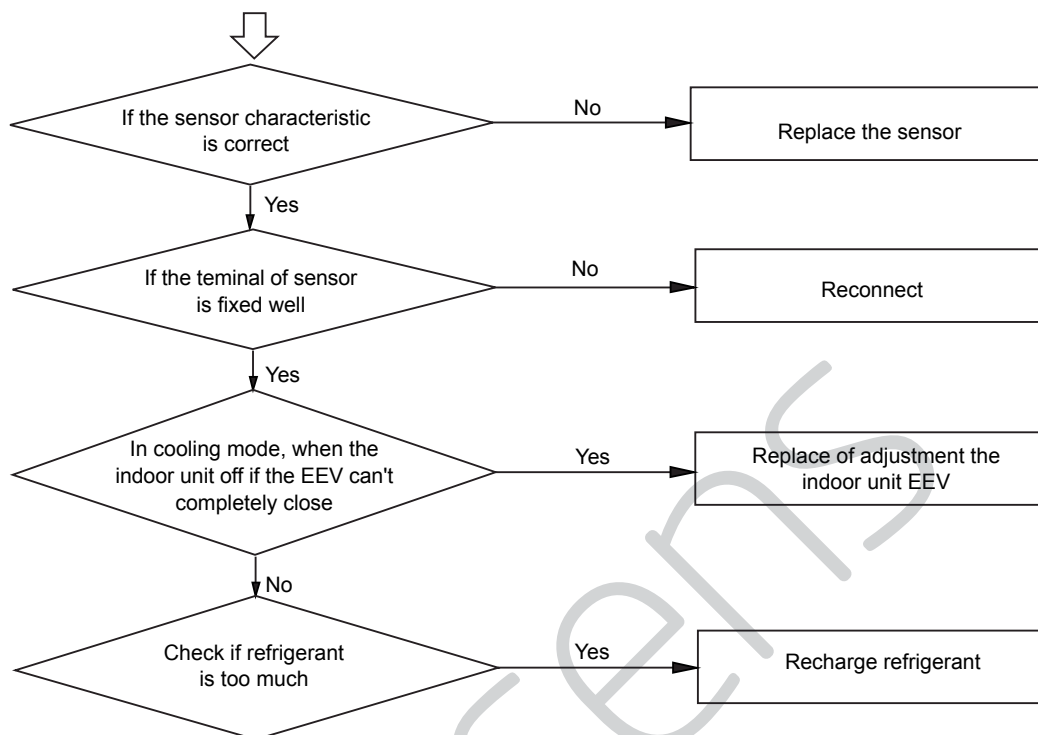 If the sensor characteristic
is correct
No
Replace the sensor
Yes
If the teminal of sensor
is fixed well
No
Reconnect
Yes
In cooling mode, when the
indoor unit off if the EEV can't
completely close
Yes
Replace of adjustment the
indoor unit EEV
No
Check if refrigerant
is too much
Yes
Recharge refrigerant